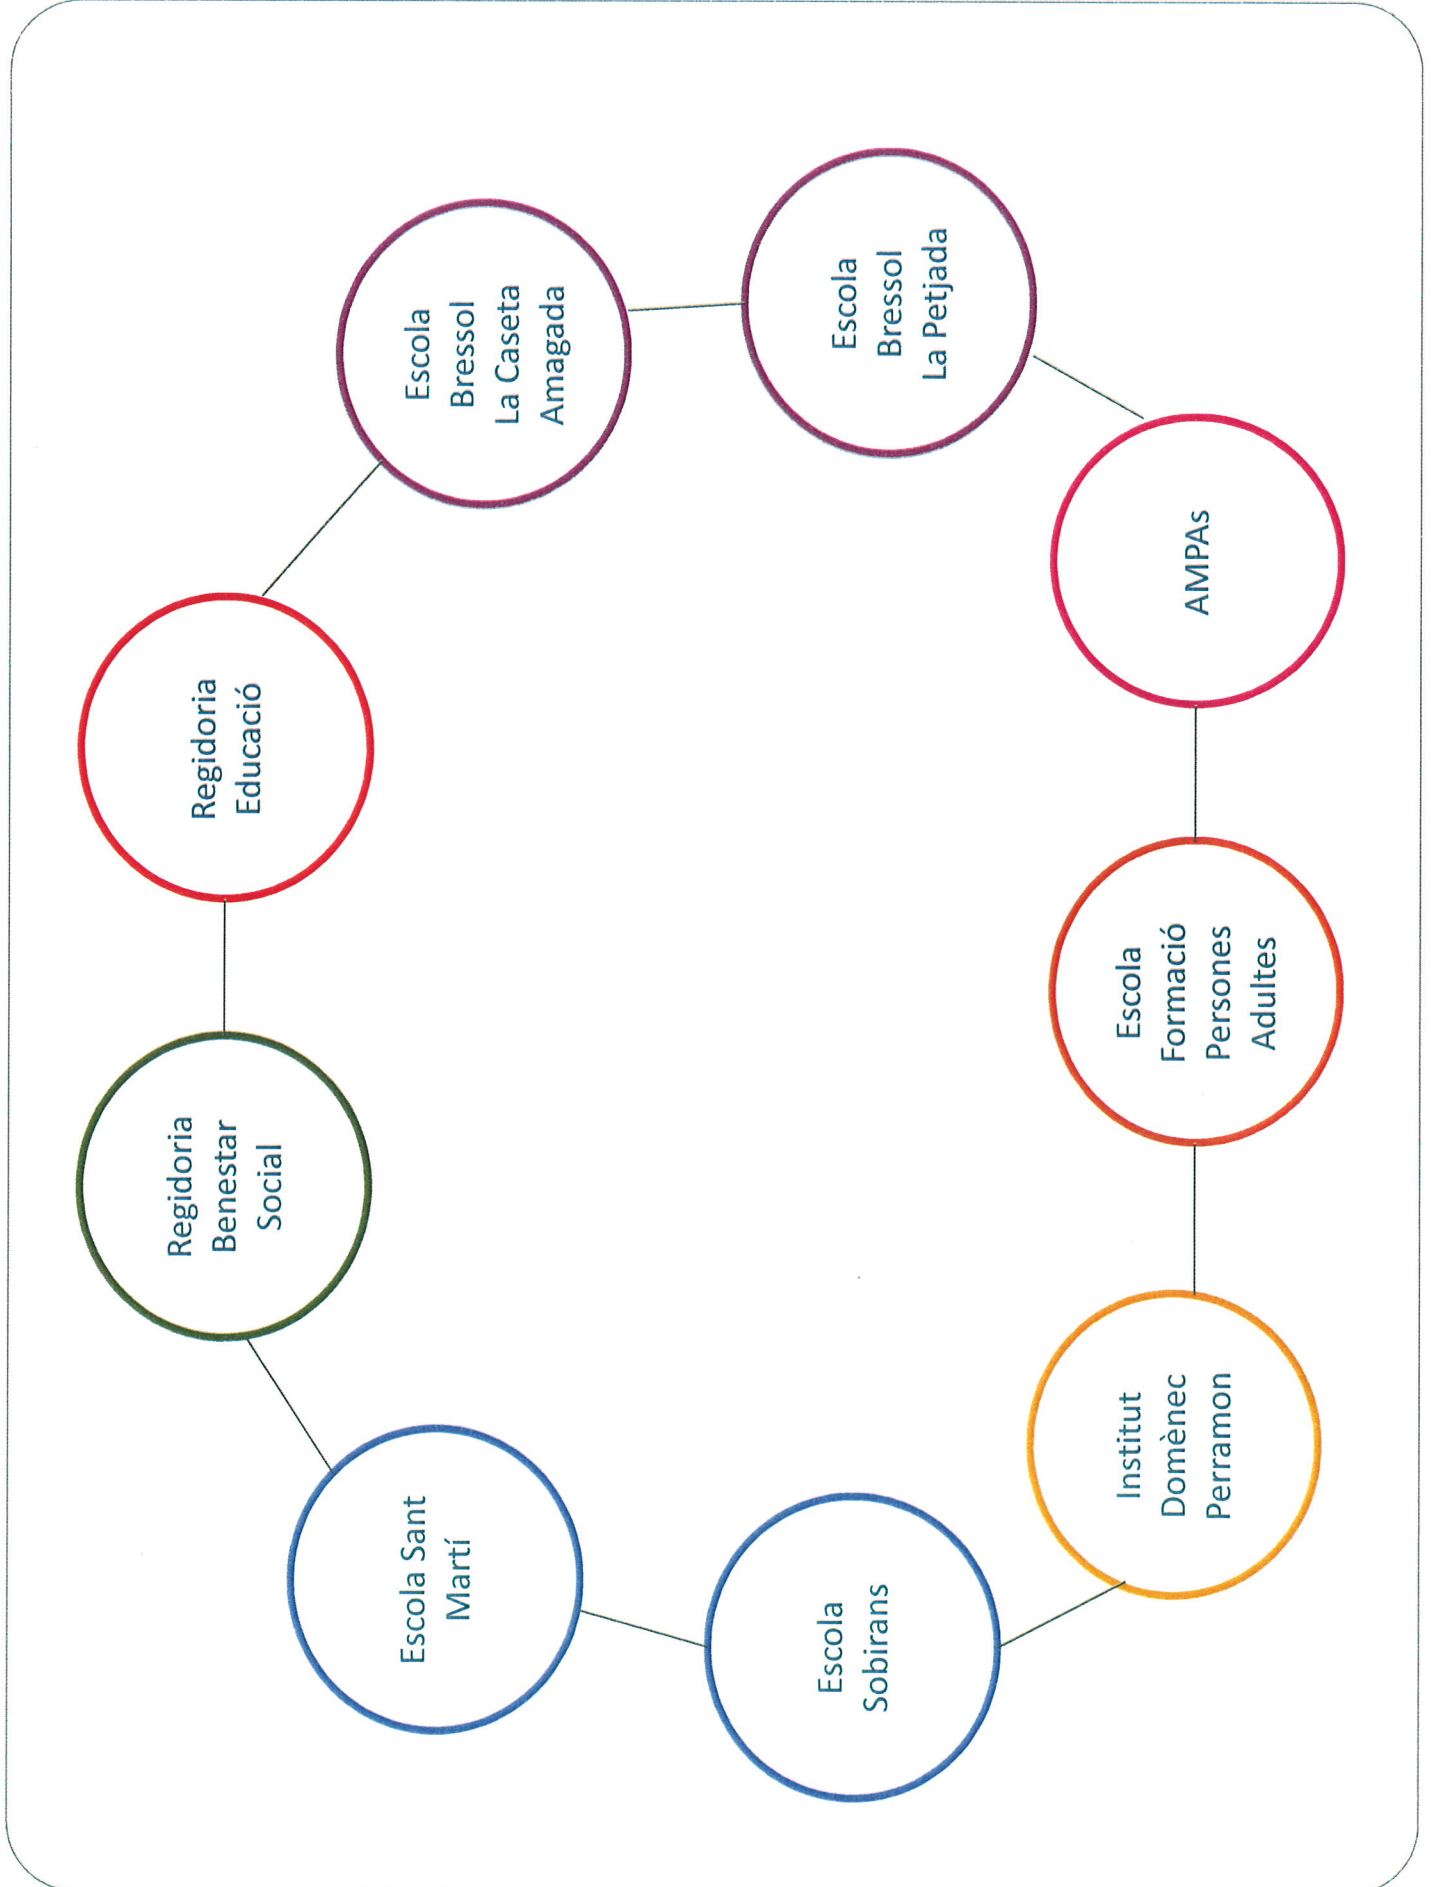 Regidoria
Benestar
Social
Regidoria
Educació
Escola Sant
Martí
Escola
Bressol
La Caseta
Amagada
Escola
Sobirans
Escola
Bressol
La Petjada
Institut
Domènec
Perramon
Escola
Formació
Persones
Adultes
AMPAs